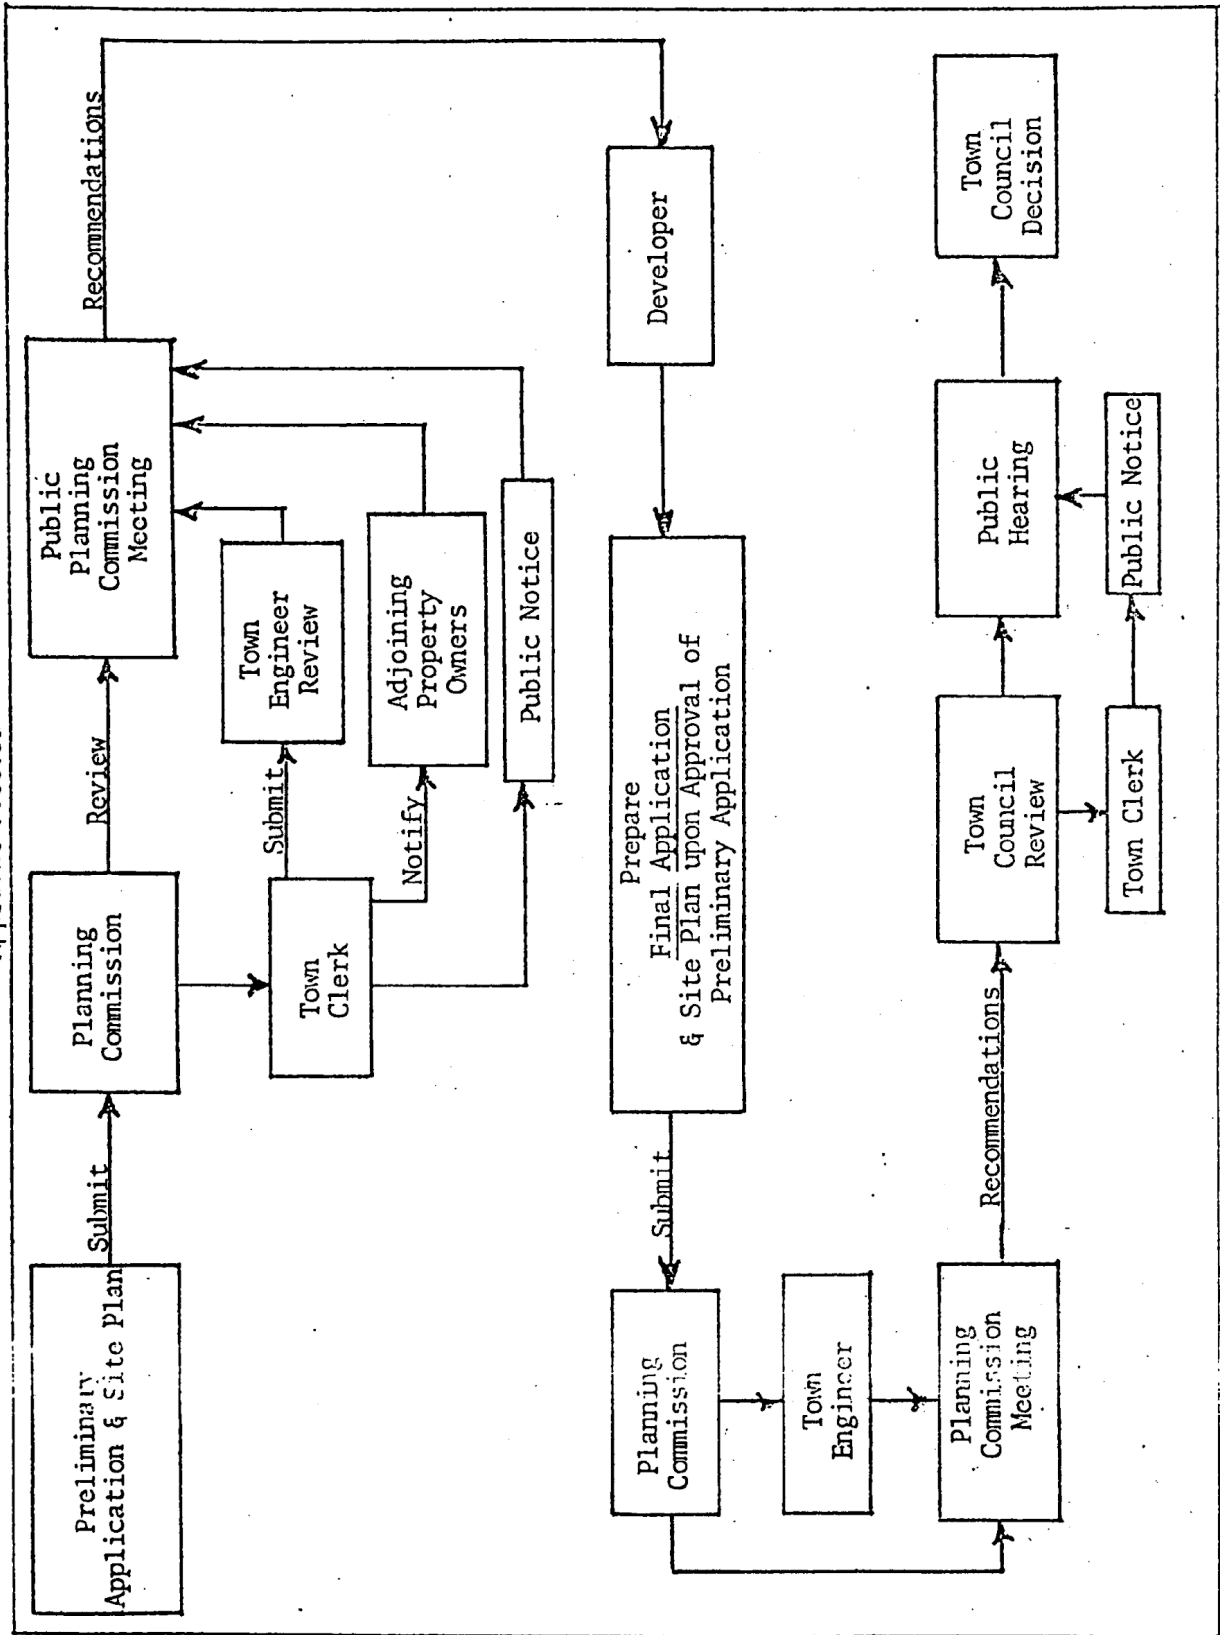 Preliminary
Application & Site Plan
Submit
Planning
Commission
Review
Public
Planning
Commission
Meeting
Recommendations
Town
Clerk
Submit
Town
Engineer
Review
Notify
Adjoining
Property
Owners
Public Notice
Developer
Prepare
Final Application
& Site Plan upon Approval of
Preliminary Application
Submit
Planning
Commission
Town
Engineer
Planning
Commission
Meeting
Recommendations
Town
Council
Review
Town Clerk
Public Notice
Public
Hearing
Town
Council
Decision